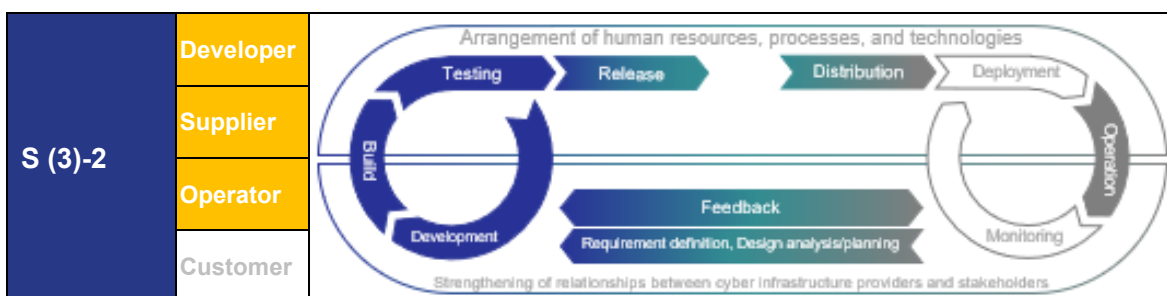 S (3)-2
Developer
Supplier
Operator
Customer
Arrangement of human resources, processes, and technologies
Testing
Release
Distribution
Deployment
Build
Operation
Feedback
Development
Requirement definition, Design analysis/planning
Monitoring
Strengthening of relationships between cyber infrastructure providers and stakeholders